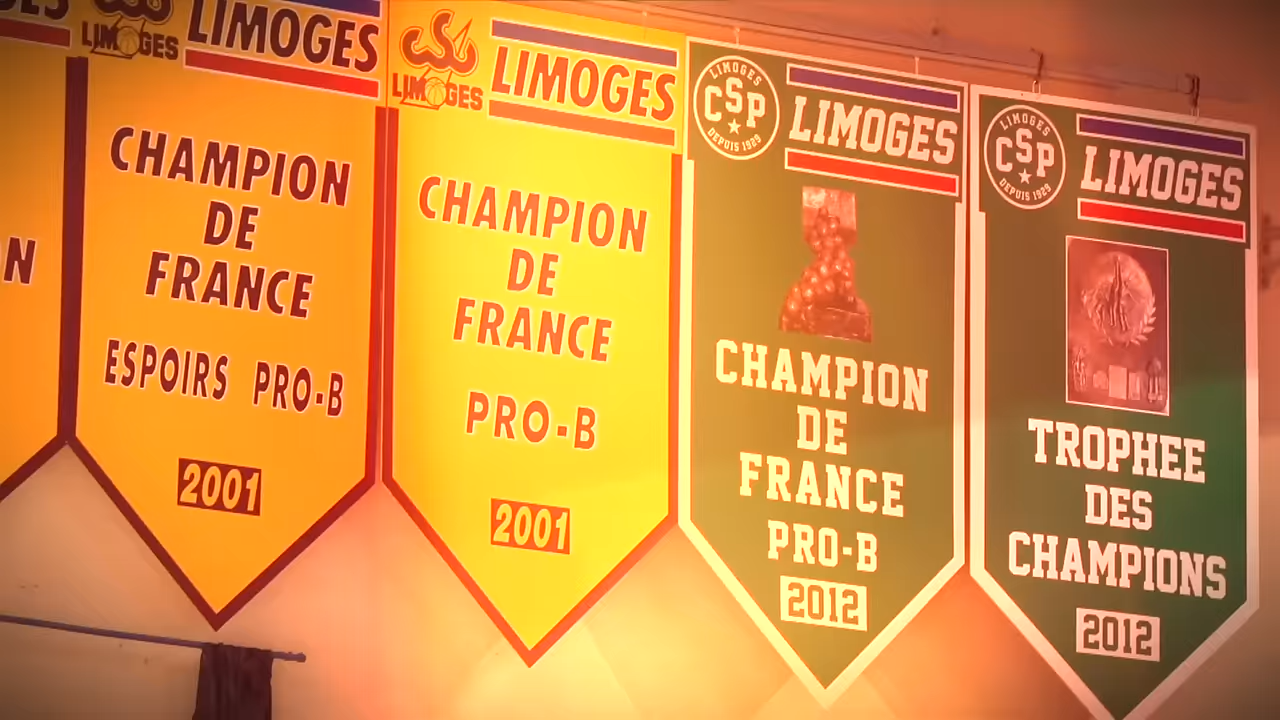 LIMOGES
LIMOGES
CHAMPION
DE
FRANCE
ESPOIRS PRO-B
2001
LIMOGES
LIMOGES
CHAMPION
DE
FRANCE
PRO-B
2001
LIMOGES
CSP
DEPUIS 1929
LIMOGES
CHAMPION
DE
FRANCE
PRO-B
2012
LIMOGES
CSP
DEPUIS 1929
LIMOGES
TROPHEE
DES
CHAMPIONS
2012